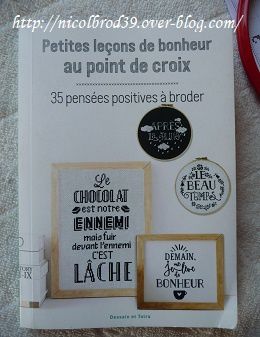 http://nicolbrod39.over-blog.com/
Petites leçons de bonheur
au point de croix
35 pensées positives à broder
APRÈS
LA PLUIE
LE
BEAU
TEMPS
Le
CHOCOLAT
est notre
ENNEMI
mais fuir
devant l'ennemi
C'EST
LÂCHE
DEMAIN,
je
BONHEUR
Dessain et Tolra